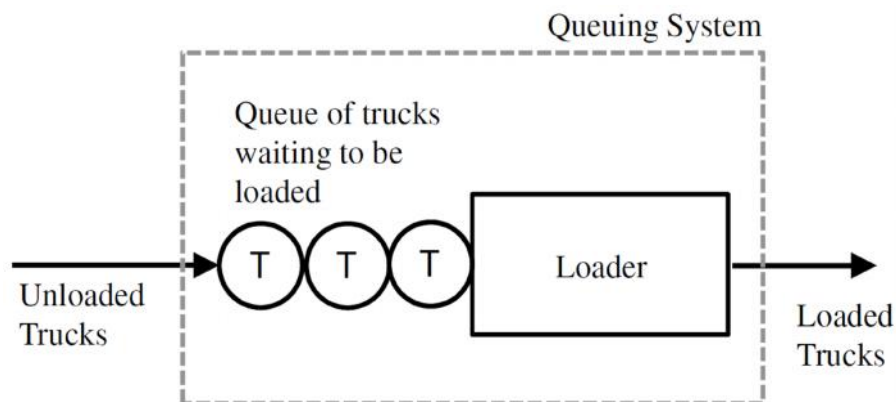 Queuing System
Queue of trucks
waiting to be
loaded
T T T
Loader
Unloaded
Trucks
Loaded
Trucks